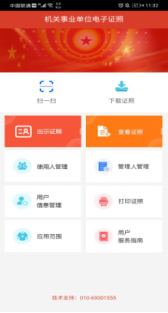 中国联通
11:32
机关事业单位电子证照
扫一扫
下载证照
出示证照
查看证照
使用人管理
管理人管理
用户
信息管理
打印证照
应用范围
用户
服务指南
技术支持：010-69001355